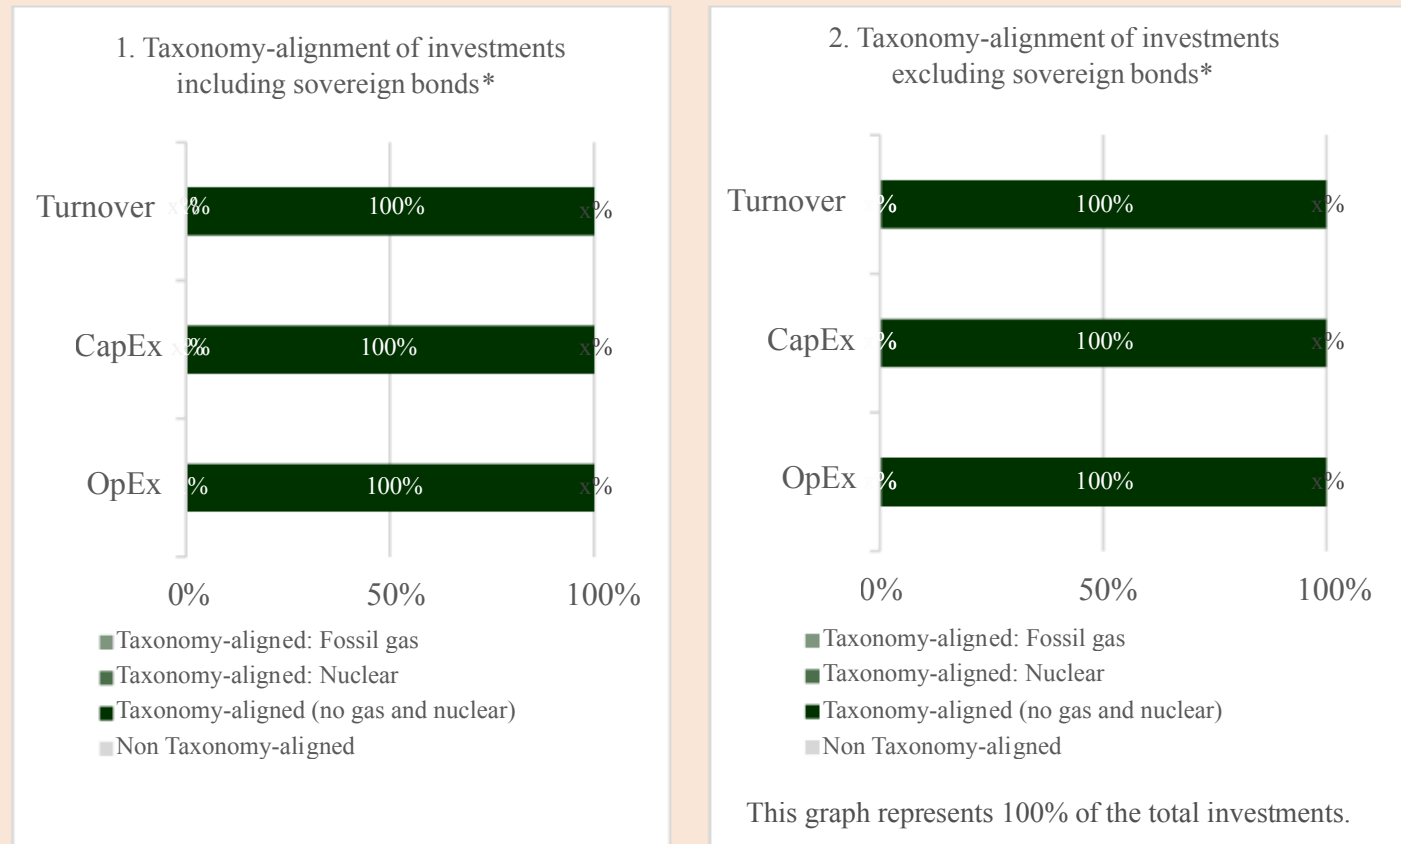 1. Taxonomy-alignment of investments
including sovereign bonds*
Turnover
100%
x%
CapEx
100%
x%
OpEx
%
100%
x%
0%
50%
100%
Taxonomy-aligned: Fossil gas
Taxonomy-aligned: Nuclear
Taxonomy-aligned (no gas and nuclear)
Non Taxonomy-aligned
2. Taxonomy-alignment of investments
excluding sovereign bonds*
Turnover
%
100%
x%
CapEx
%
100%
x%
OpEx
%
100%
x%
0%
50%
100%
Taxonomy-aligned: Fossil gas
Taxonomy-aligned: Nuclear
Taxonomy-aligned (no gas and nuclear)
Non Taxonomy-aligned
This graph represents 100% of the total investments.